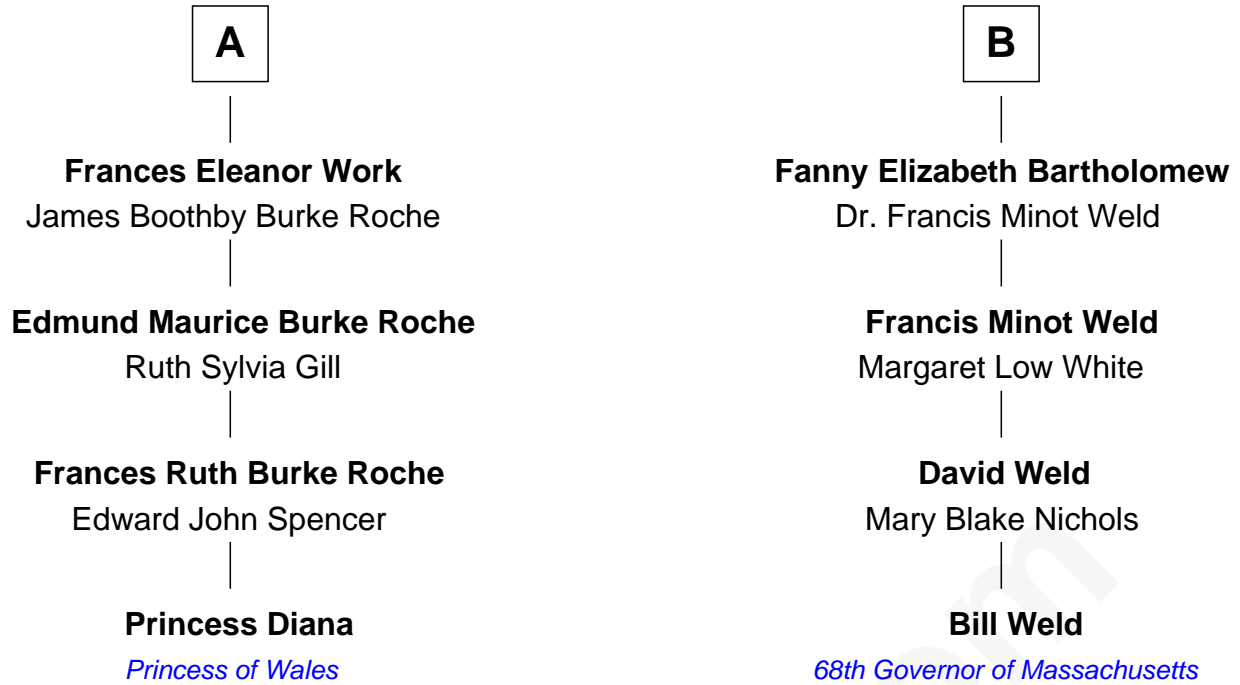 A
Frances Eleanor Work
James Boothby Burke Roche
Edmund Maurice Burke Roche
Ruth Sylvia Gill
Frances Ruth Burke Roche
Edward John Spencer
Princess Diana
Princess of Wales
B
Fanny Elizabeth Bartholomew
Dr. Francis Minot Weld
Francis Minot Weld
Margaret Low White
David Weld
Mary Blake Nichols
Bill Weld
68th Governor of Massachusetts